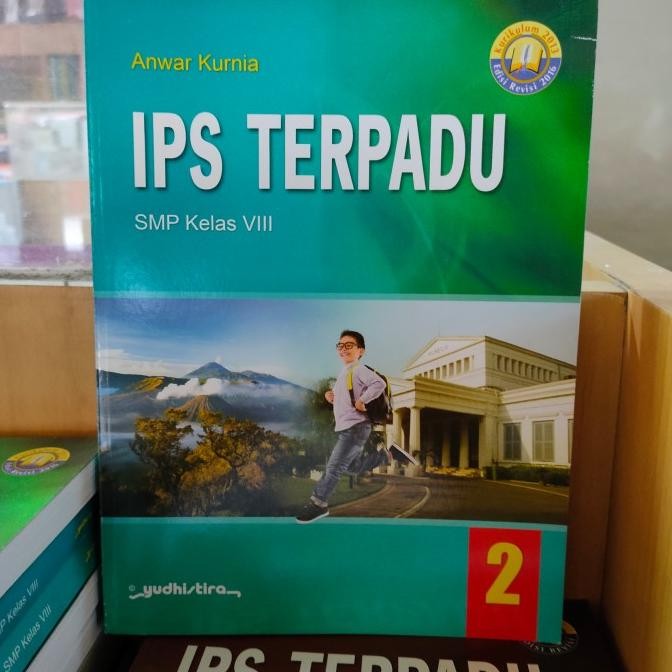 Anwar Kurnia
Kurikulum 2013
Edisi Revisi 2016
IPS TERPADU
SMP Kelas VIII
© yudhistira
2
SMP Kelas VIII
SMP Kelas VIII
IPS TERPADU